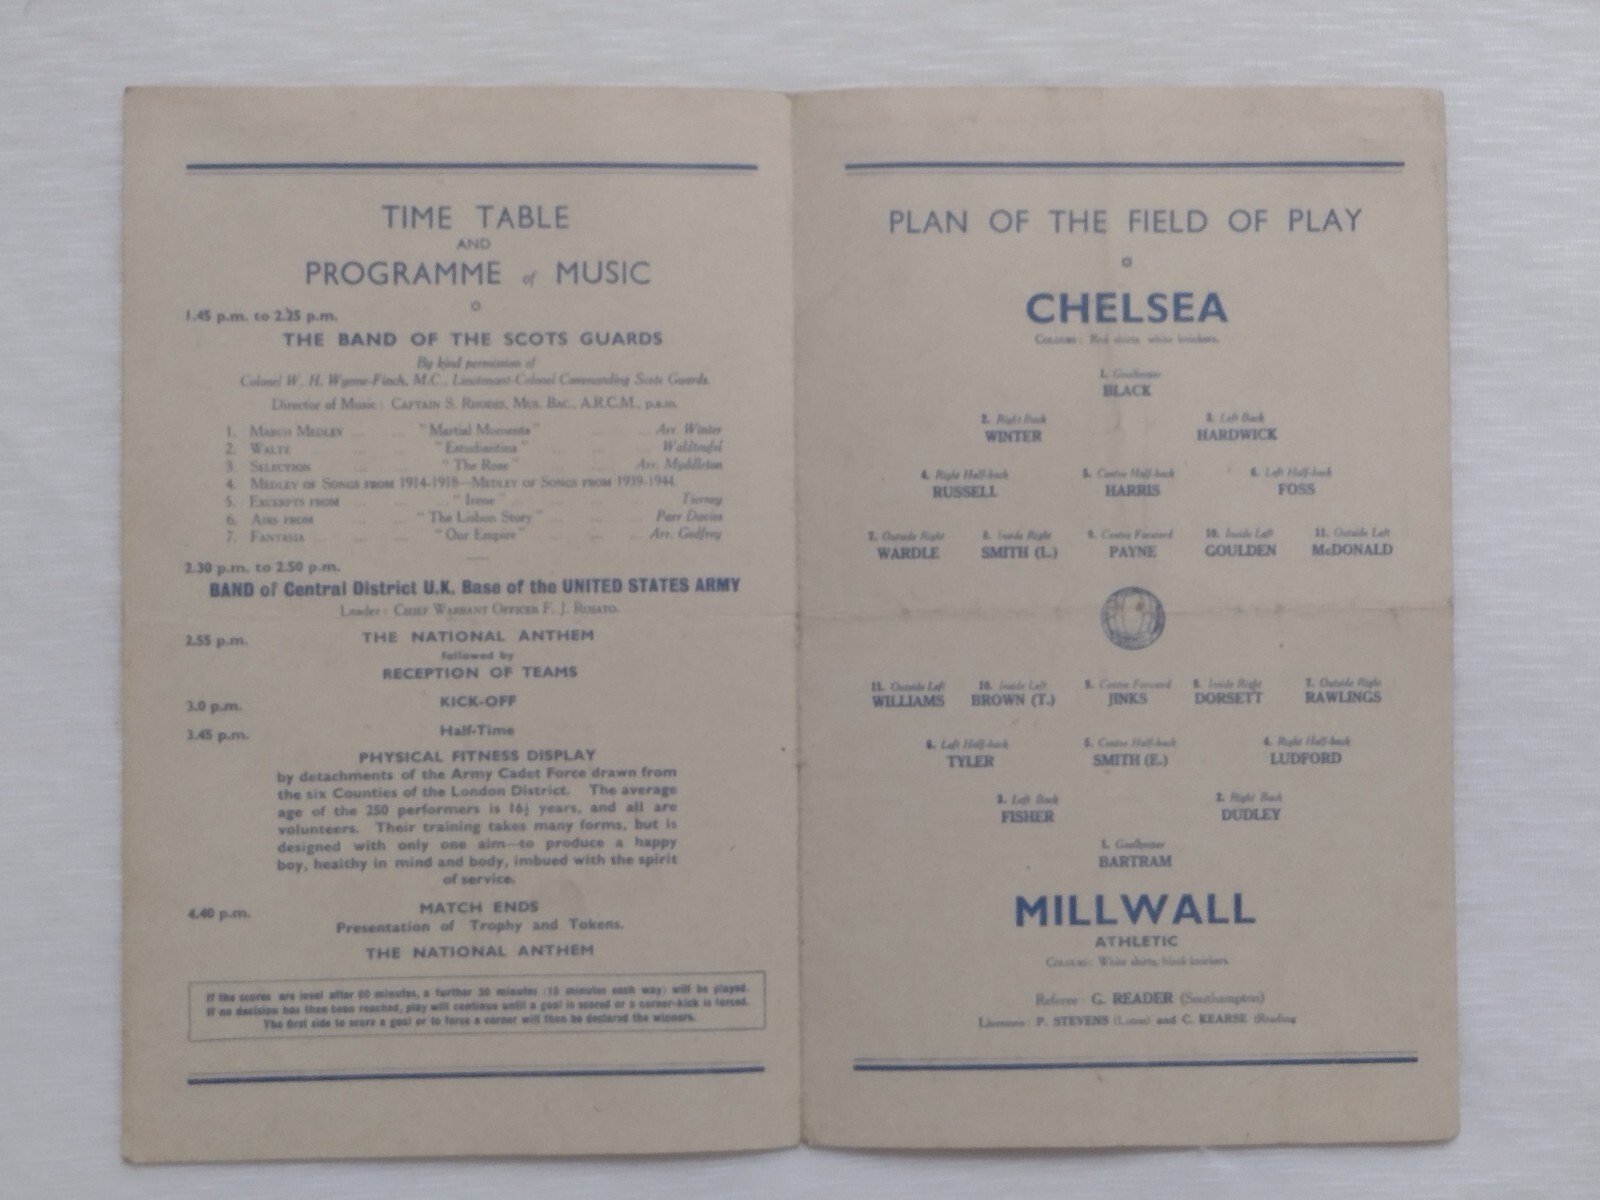 TIME TABLE
AND
PROGRAMME of MUSIC
1.45 p.m. to 2.25 p.m.
THE BAND OF THE SCOTS GUARDS
By kind permission of
Colonel W. H. Wynne-Finch, M.C., Lieutenant-Colonel Commanding Scots Guards.
Director of Music: CAPTAIN S. RHODES, MUS. BAC., A.R.C.M., p.s.m.
1. MARCH MEDLEY ... ... "Martial Moments" ... ... Arr. Winter
2. WALTZ ... ... "Estudiantina" ... ... Waldteufel
3. SELECTION ... ... "The Rose" ... ... Arr. Myddleton
4. MEDLEY OF SONGS FROM 1914-1918—MEDLEY OF SONGS FROM 1939-1944.
5. EXCERPTS FROM ... ... "Irene" ... ... Tierney
6. AIRS FROM ... ... "The Lisbon Story" ... ... Parr Davies
7. FANTASIA ... ... "Our Empire" ... ... Arr. Godfrey
2.30 p.m. to 2.50 p.m.
BAND of Central District U.K. Base of the UNITED STATES ARMY
Leader: CHIEF WARRANT OFFICER F. J. ROSATO.
2.55 p.m. THE NATIONAL ANTHEM
followed by
RECEPTION OF TEAMS
3.0 p.m. KICK-OFF
3.45 p.m. Half-Time
PHYSICAL FITNESS DISPLAY
by detachments of the Army Cadet Force drawn from
the six Counties of the London District. The average
age of the 250 performers is 16½ years, and all are
volunteers. Their training takes many forms, but is
designed with only one aim—to produce a happy
boy, healthy in mind and body, imbued with the spirit
of service.
4.40 p.m. MATCH ENDS
Presentation of Trophy and Tokens.
THE NATIONAL ANTHEM
If the scores are level after 90 minutes, a further 30 minutes (15 minutes each way) will be played.
If no decision has then been reached, play will continue until a goal is scored or a corner-kick is forced.
The first side to score a goal or to force a corner will then be declared the winners.
PLAN OF THE FIELD OF PLAY
CHELSEA
COLOURS: Red shirts, white knickers.
1. Goalkeeper
BLACK
2. Right Back 3. Left Back
WINTER HARDWICK
4. Right Half-back 5. Centre Half-back 6. Left Half-back
RUSSELL HARRIS FOSS
7. Outside Right 8. Inside Right 9. Centre Forward 10. Inside Left 11. Outside Left
WARDLE SMITH (L.) PAYNE GOULDEN McDONALD
11. Outside Left 10. Inside Left 9. Centre Forward 8. Inside Right 7. Outside Right
WILLIAMS BROWN (T.) JINKS DORSETT RAWLINGS
6. Left Half-back 5. Centre Half-back 4. Right Half-back
TYLER SMITH (E.) LUDFORD
3. Left Back 2. Right Back
FISHER DUDLEY
1. Goalkeeper
BARTRAM
MILLWALL
ATHLETIC
COLOURS: White shirts, black knickers.
Referee: G. READER (Southampton)
Linesmen: P. STEVENS (Luton) and C. KEARSE (Reading